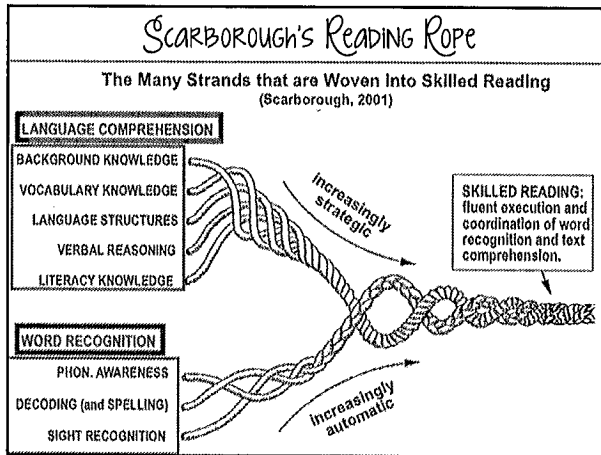 Scarborough's Reading Rope
The Many Strands that are Woven into Skilled Reading
(Scarborough, 2001)
LANGUAGE COMPREHENSION
BACKGROUND KNOWLEDGE
VOCABULARY KNOWLEDGE
LANGUAGE STRUCTURES
VERBAL REASONING
LITERACY KNOWLEDGE
increasingly
strategic
SKILLED READING:
fluent execution and
coordination of word
recognition and text
comprehension.
WORD RECOGNITION
PHON. AWARENESS
DECODING (and SPELLING)
SIGHT RECOGNITION
increasingly
automatic